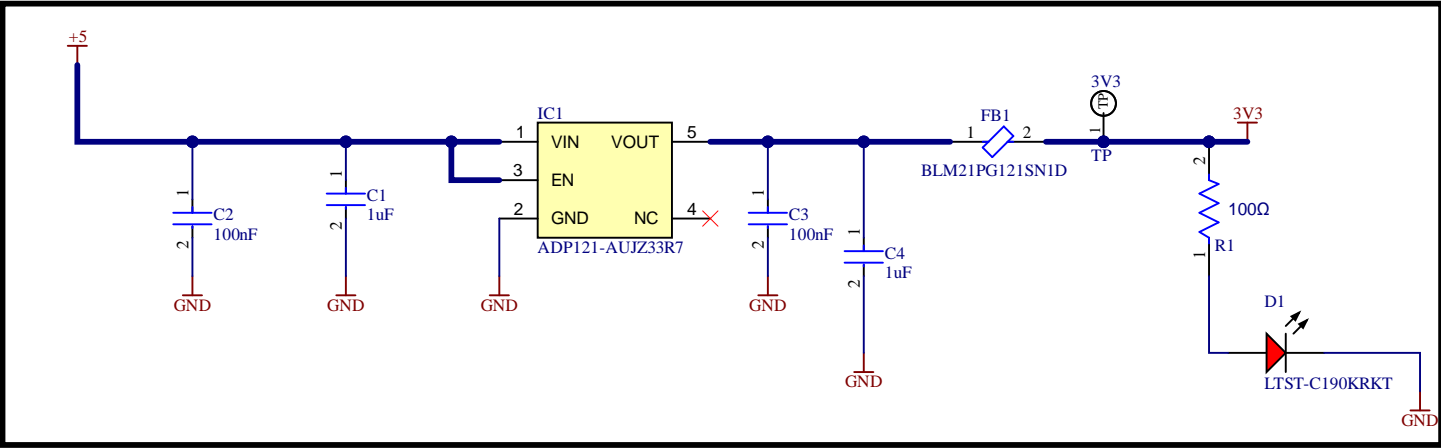 +5
1
2
C2
100nF
GND
1
2
C1
1uF
GND
IC1
1
VIN
VOUT
5
3
EN
2
GND
NC
4
ADP121-AUJZ33R7
GND
1
2
C3
100nF
GND
1
2
C4
1uF
GND
FB1
1
2
BLM21PG121SN1D
3V3
TP
1
TP
3V3
2
100Ω
R1
1
D1
LTST-C190KRKT
GND